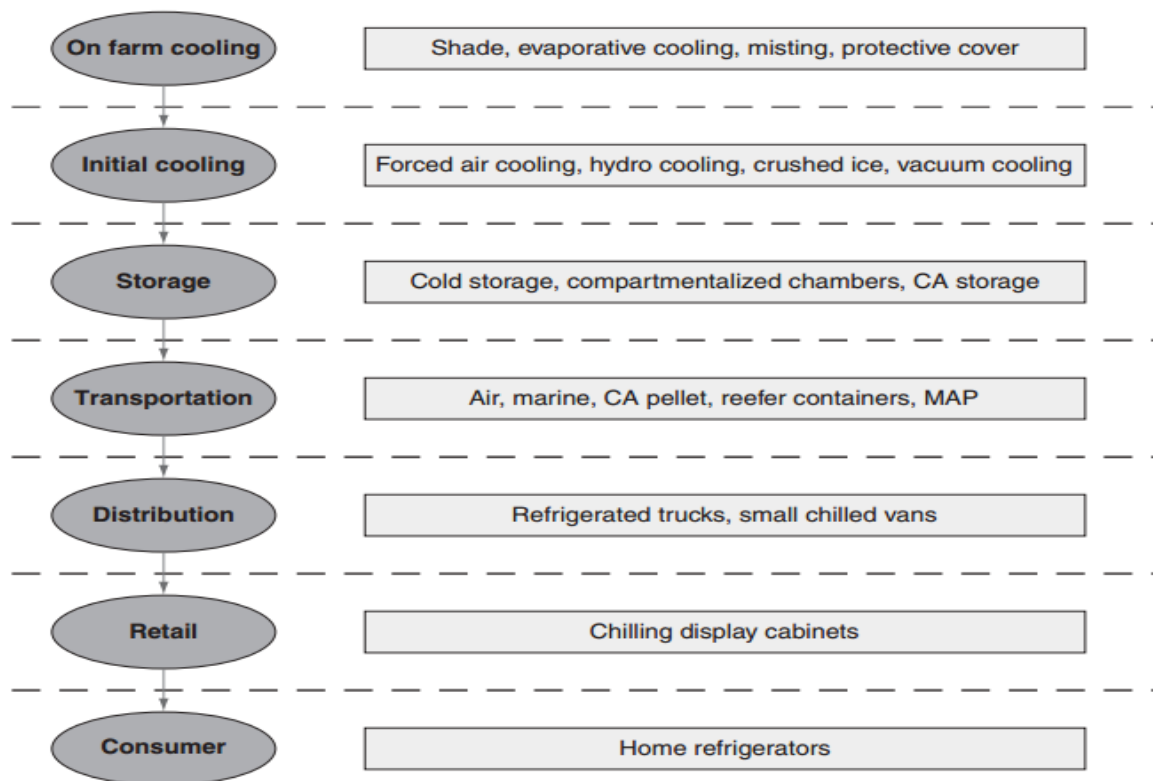 On farm cooling
Shade, evaporative cooling, misting, protective cover
Initial cooling
Forced air cooling, hydro cooling, crushed ice, vacuum cooling
Storage
Cold storage, compartmentalized chambers, CA storage
Transportation
Air, marine, CA pellet, reefer containers, MAP
Distribution
Refrigerated trucks, small chilled vans
Retail
Chilling display cabinets
Consumer
Home refrigerators